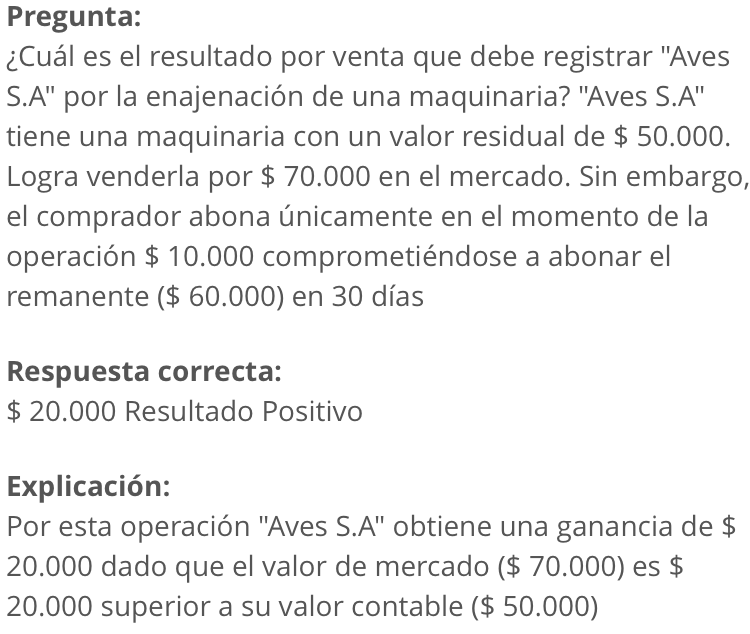 Pregunta:
¿Cuál es el resultado por venta que debe registrar "Aves
S.A" por la enajenación de una maquinaria? "Aves S.A"
tiene una maquinaria con un valor residual de $ 50.000.
Logra venderla por $ 70.000 en el mercado. Sin embargo,
el comprador abona únicamente en el momento de la
operación $ 10.000 comprometiéndose a abonar el
remanente ($ 60.000) en 30 días
Respuesta correcta:
$ 20.000 Resultado Positivo
Explicación:
Por esta operación "Aves S.A" obtiene una ganancia de $
20.000 dado que el valor de mercado ($ 70.000) es $
20.000 superior a su valor contable ($ 50.000)